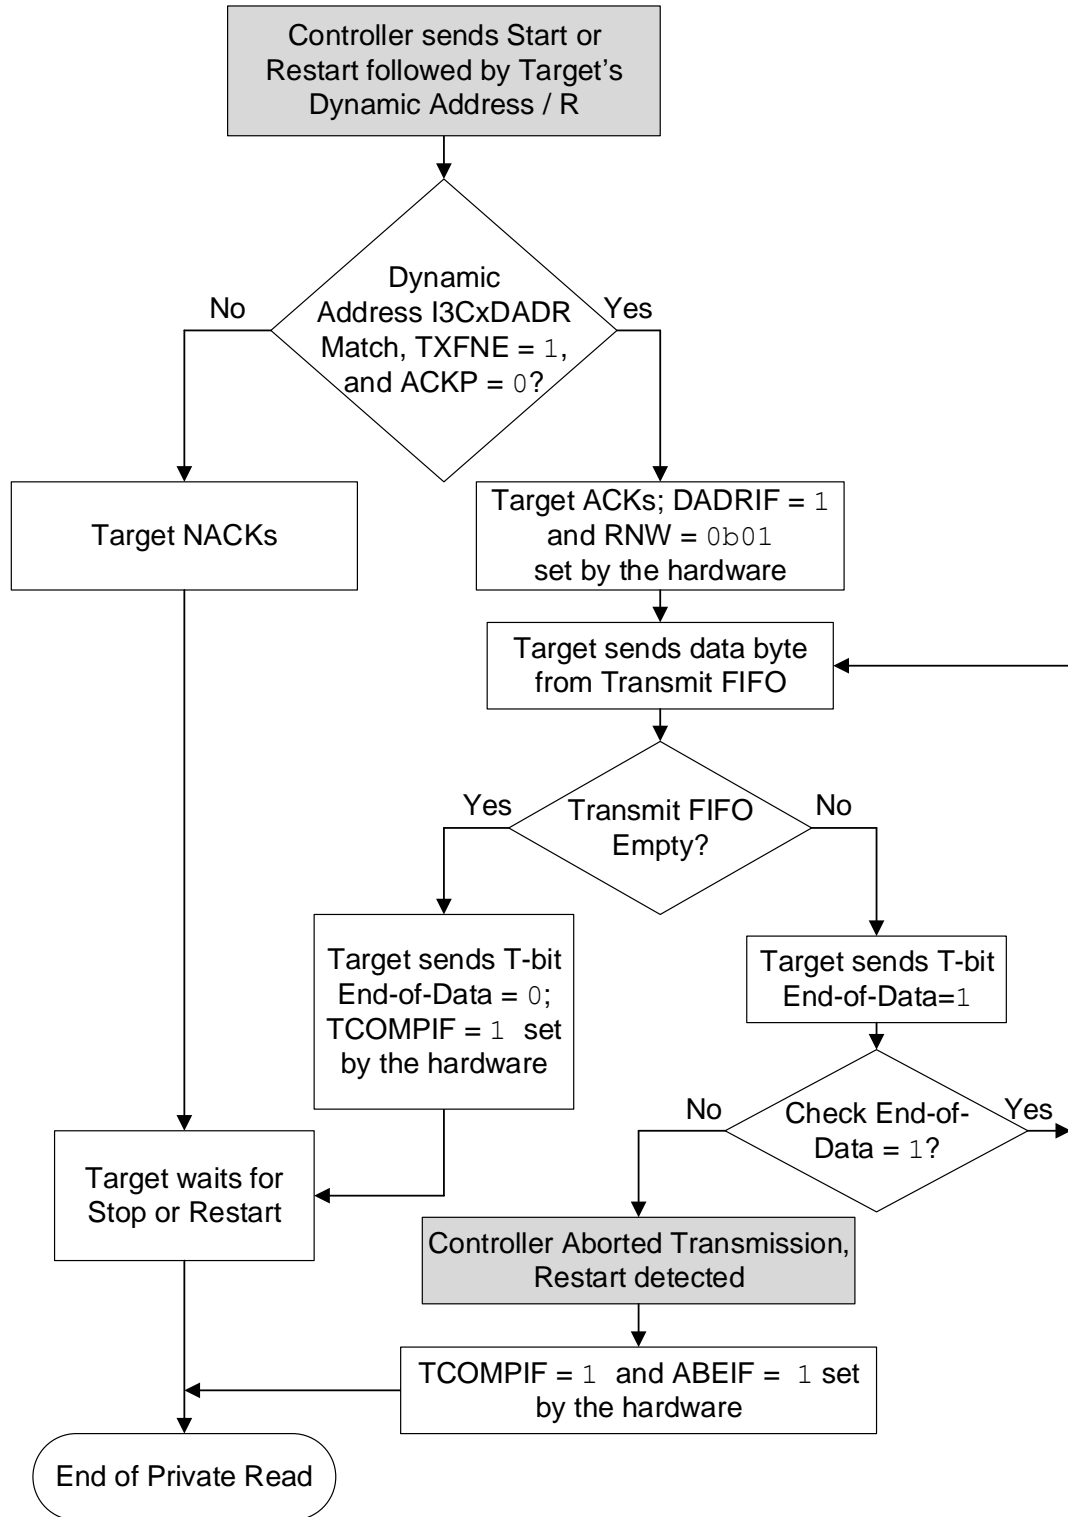 Controller sends Start or
Restart followed by Target’s
Dynamic Address / R
Dynamic
Address I3CxDADR
Match, TXFNE = 1,
and ACKP = 0?
No
Yes
Target NACKs
Target ACKs; DADRIF = 1
and RNW = 0b01
set by the hardware
Target sends data byte
from Transmit FIFO
Transmit FIFO
Empty?
Yes
No
Target sends T-bit
End-of-Data = 0;
TCOMPIF = 1 set
by the hardware
Target sends T-bit
End-of-Data=1
Check End-of-
Data = 1?
No
Yes
Target waits for
Stop or Restart
Controller Aborted Transmission,
Restart detected
TCOMPIF = 1 and ABEIF = 1 set
by the hardware
End of Private Read